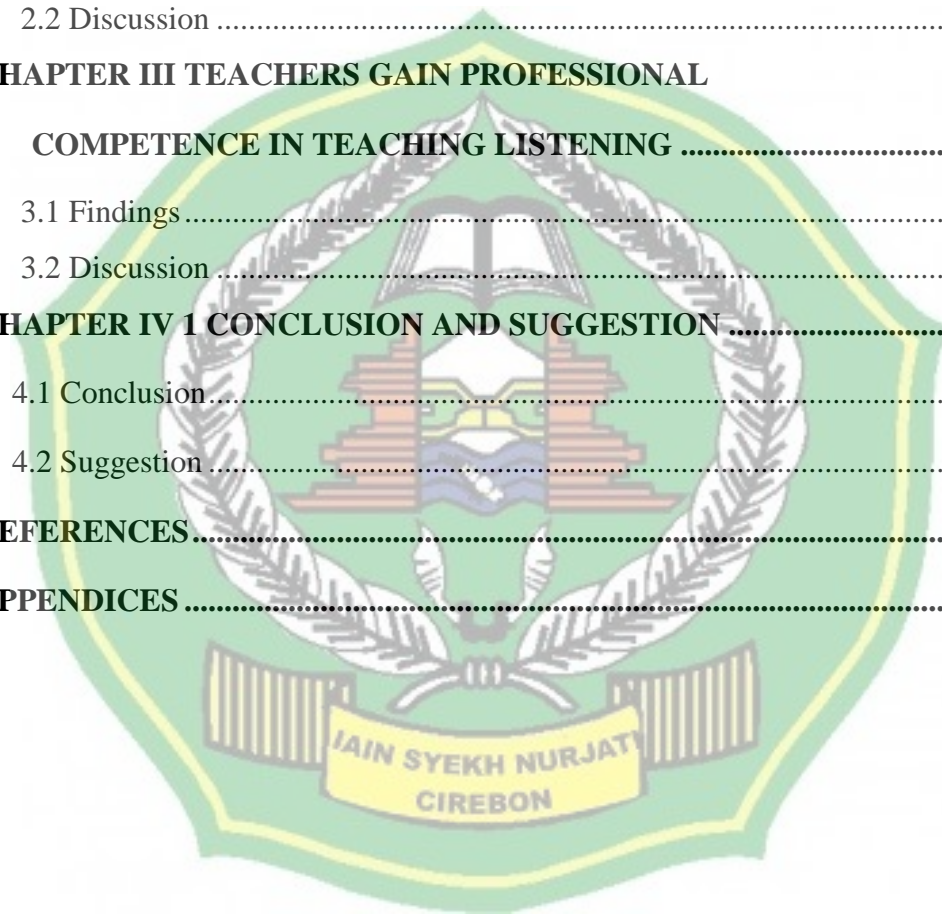 2.2 Discussion ..........................................................................................
HAPTER III TEACHERS GAIN PROFESSIONAL
COMPETENCE IN TEACHING LISTENING ..................................
3.1 Findings ..............................................................................................
3.2 Discussion ..........................................................................................
HAPTER IV 1 CONCLUSION AND SUGGESTION ...........................
4.1 Conclusion ...........................................................................................
4.2 Suggestion ...........................................................................................
EFERENCES ..............................................................................................
PPENDICES ...............................................................................................
IAIN SYEKH NURJATI
CIREBON